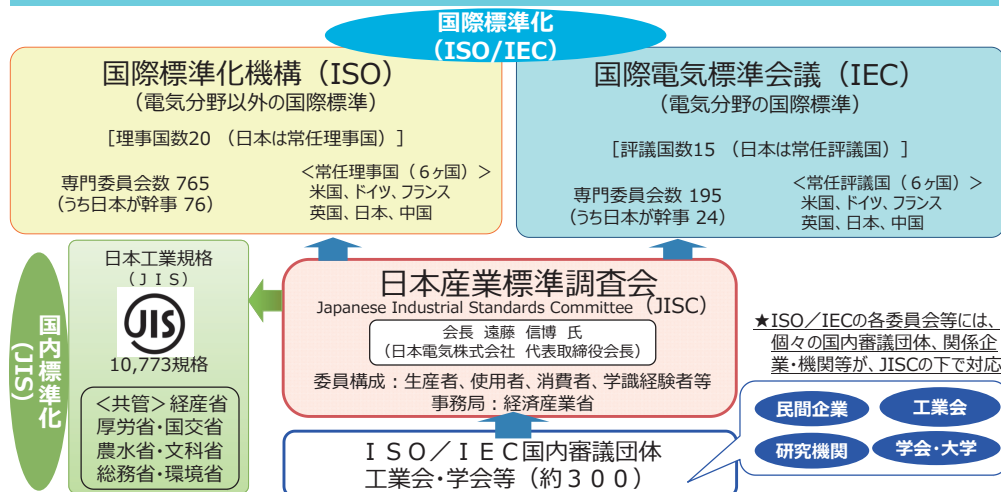 国際標準化
（ISO/IEC）
国際標準化機構（ISO）
（電気分野以外の国際標準）
［理事国数20 （日本は常任理事国）］
専門委員会数 765
（うち日本が幹事 76）
＜常任理事国（6ヶ国）＞
米国、ドイツ、フランス
英国、日本、中国
国際電気標準会議（IEC）
（電気分野の国際標準）
［評議国数15 （日本は常任評議国）］
専門委員会数 195
（うち日本が幹事 24）
＜常任評議国（6ヶ国）＞
米国、ドイツ、フランス
英国、日本、中国
国内標準化
（JIS）
日本工業規格
（ＪＩＳ）
JIS
10,773規格
＜共管＞経産省
厚労省・国交省
農水省・文科省
総務省・環境省
日本産業標準調査会
Japanese Industrial Standards Committee （JISC）
会長 遠藤 信博 氏
（日本電気株式会社 代表取締役会長）
委員構成：生産者、使用者、消費者、学識経験者等
事務局：経済産業省
ＩＳＯ／ＩＥＣ国内審議団体
工業会・学会等（約３００）
★ISO／IECの各委員会等には、
個々の国内審議団体、関係企
業・機関等が、JISCの下で対応
民間企業
工業会
研究機関
学会・大学